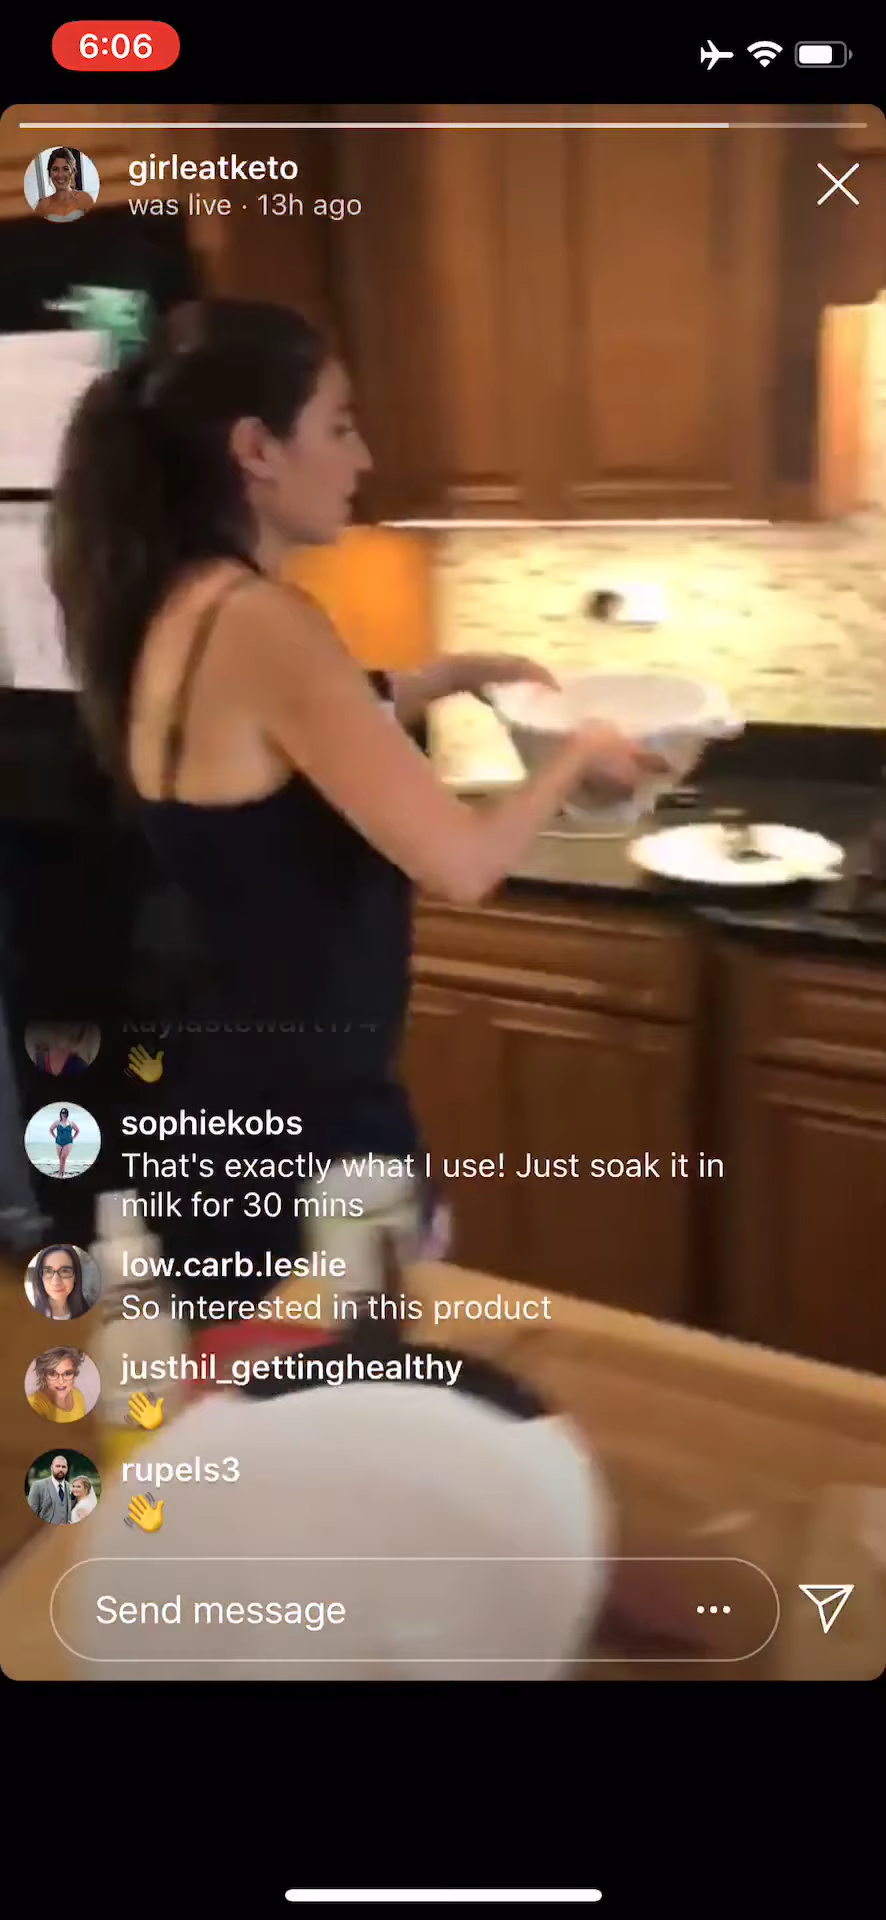 6:06
girleatketo
was live · 13h ago
kaylastewart174
👋
sophiekobs
That's exactly what I use! Just soak it in
milk for 30 mins
low.carb.leslie
So interested in this product
justhil_gettinghealthy
👋
rupels3
👋
Send message